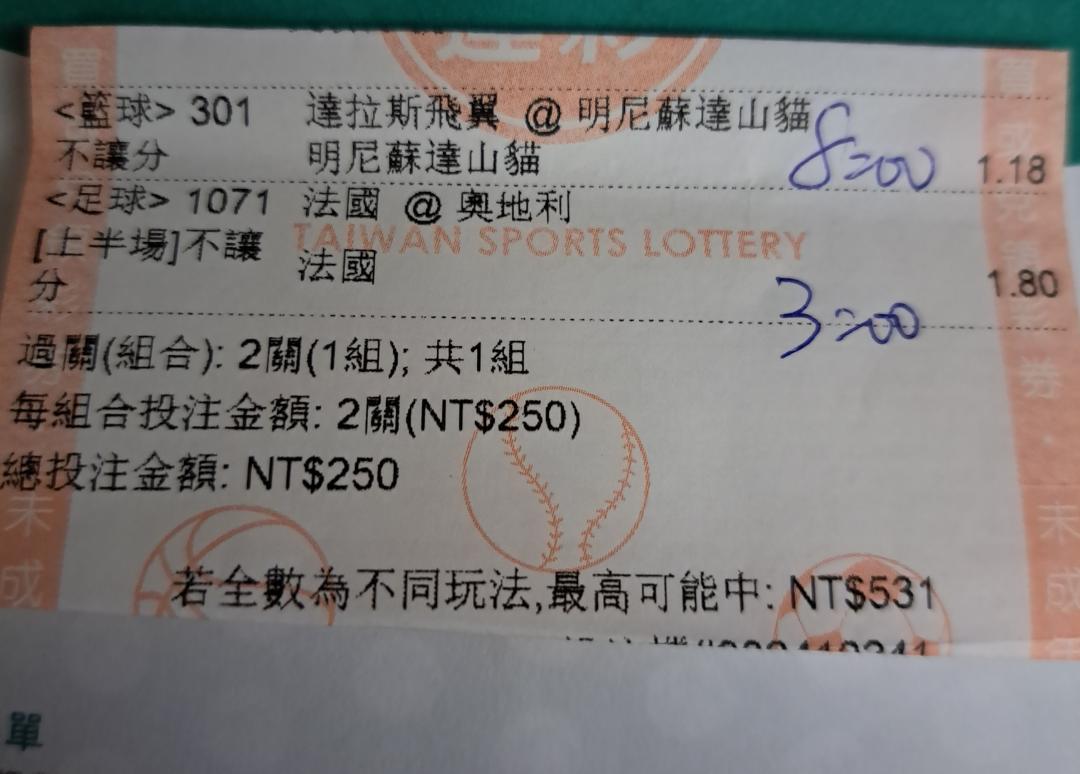 運彩
<籃球> 301 達拉斯飛翼 @ 明尼蘇達山貓
不讓分 明尼蘇達山貓 8:00 1.18
<足球> 1071 法國 @ 奧地利
TAIWAN SPORTS LOTTERY
[上半場]不讓分 法國 1.80
3:00
過關(組合): 2關(1組); 共1組
每組合投注金額: 2關(NT$250)
總投注金額: NT$250
若全數為不同玩法,最高可能中: NT$531
單